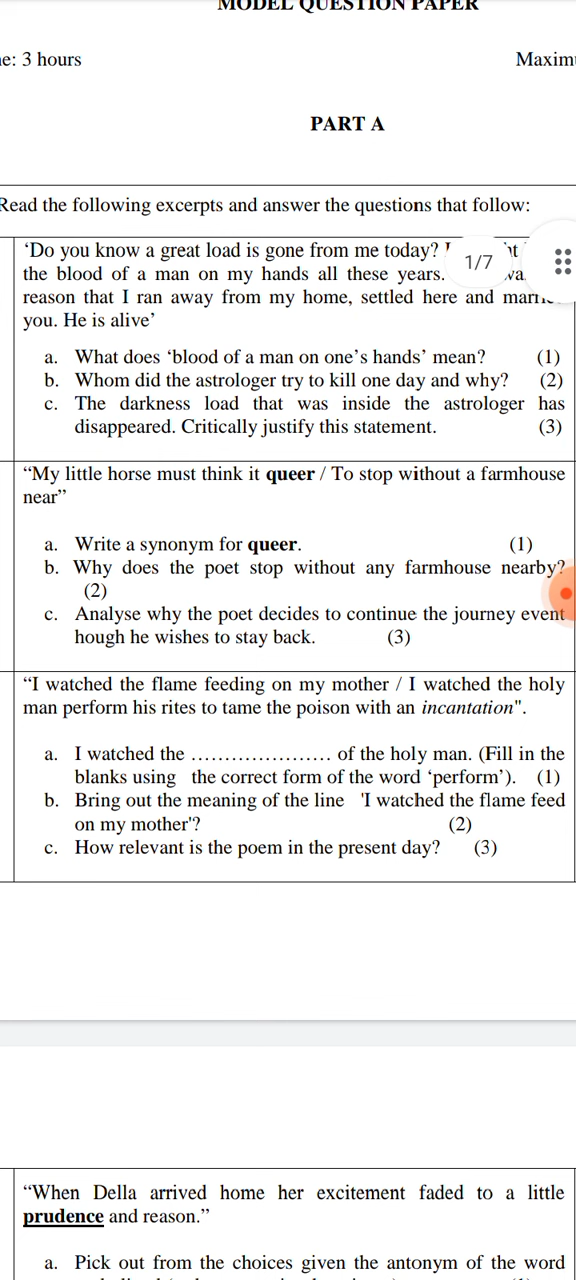 MODEL QUESTION PAPER
e: 3 hours Maxim
PART A
Read the following excerpts and answer the questions that follow:
‘Do you know a great load is gone from me today?
1/7
the blood of a man on my hands all these years.
reason that I ran away from my home, settled here and
you. He is alive’
a. What does ‘blood of a man on one’s hands’ mean? (1)
b. Whom did the astrologer try to kill one day and why? (2)
c. The darkness load that was inside the astrologer has
disappeared. Critically justify this statement. (3)
“My little horse must think it queer / To stop without a farmhouse
near”
a. Write a synonym for queer. (1)
b. Why does the poet stop without any farmhouse nearby?
(2)
c. Analyse why the poet decides to continue the journey event
hough he wishes to stay back. (3)
“I watched the flame feeding on my mother / I watched the holy
man perform his rites to tame the poison with an incantation".
a. I watched the ………………… of the holy man. (Fill in the
blanks using the correct form of the word ‘perform’). (1)
b. Bring out the meaning of the line 'I watched the flame feed
on my mother'? (2)
c. How relevant is the poem in the present day? (3)
“When Della arrived home her excitement faded to a little
prudence and reason.”
a. Pick out from the choices given the antonym of the word